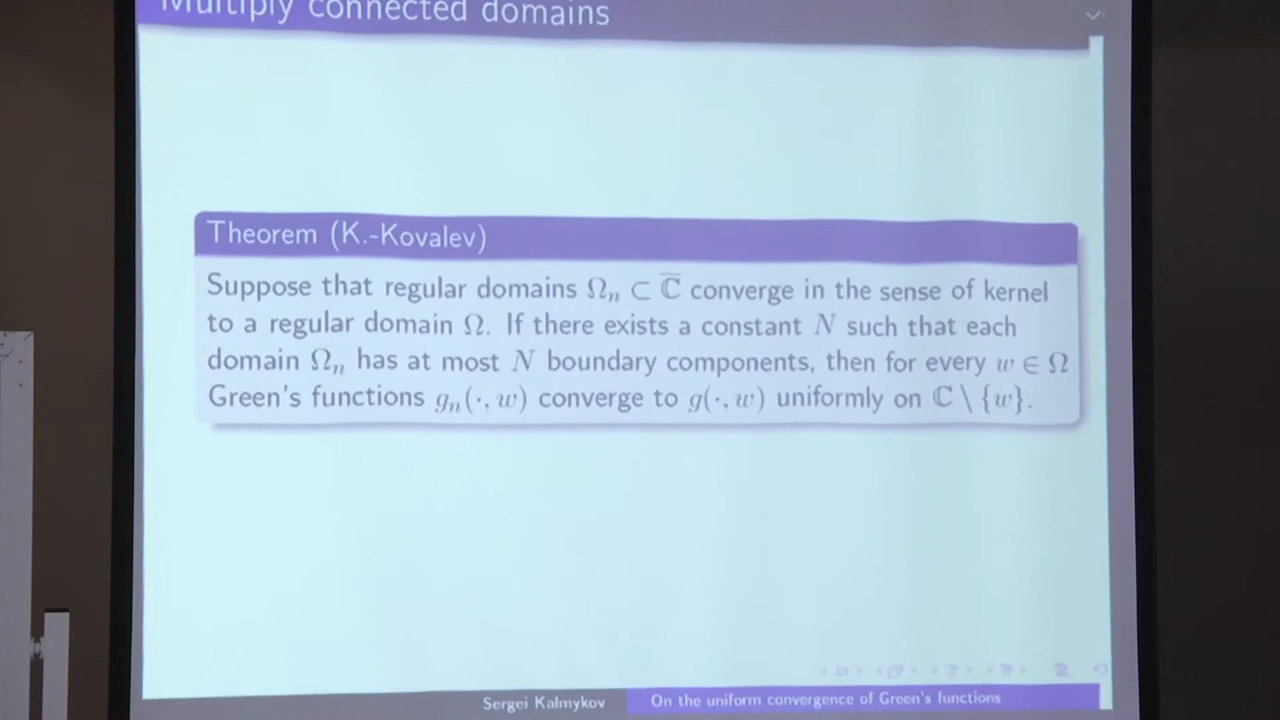 Multiply connected domains
Theorem (K.-Kovalev)
Suppose that regular domains Ωₙ ⊂ ℂ̅ converge in the sense of kernel
to a regular domain Ω. If there exists a constant N such that each
domain Ωₙ has at most N boundary components, then for every w ∈ Ω
Green's functions gₙ(·, w) converge to g(·, w) uniformly on ℂ \ {w}.
Sergei Kalmykov
On the uniform convergence of Green's functions